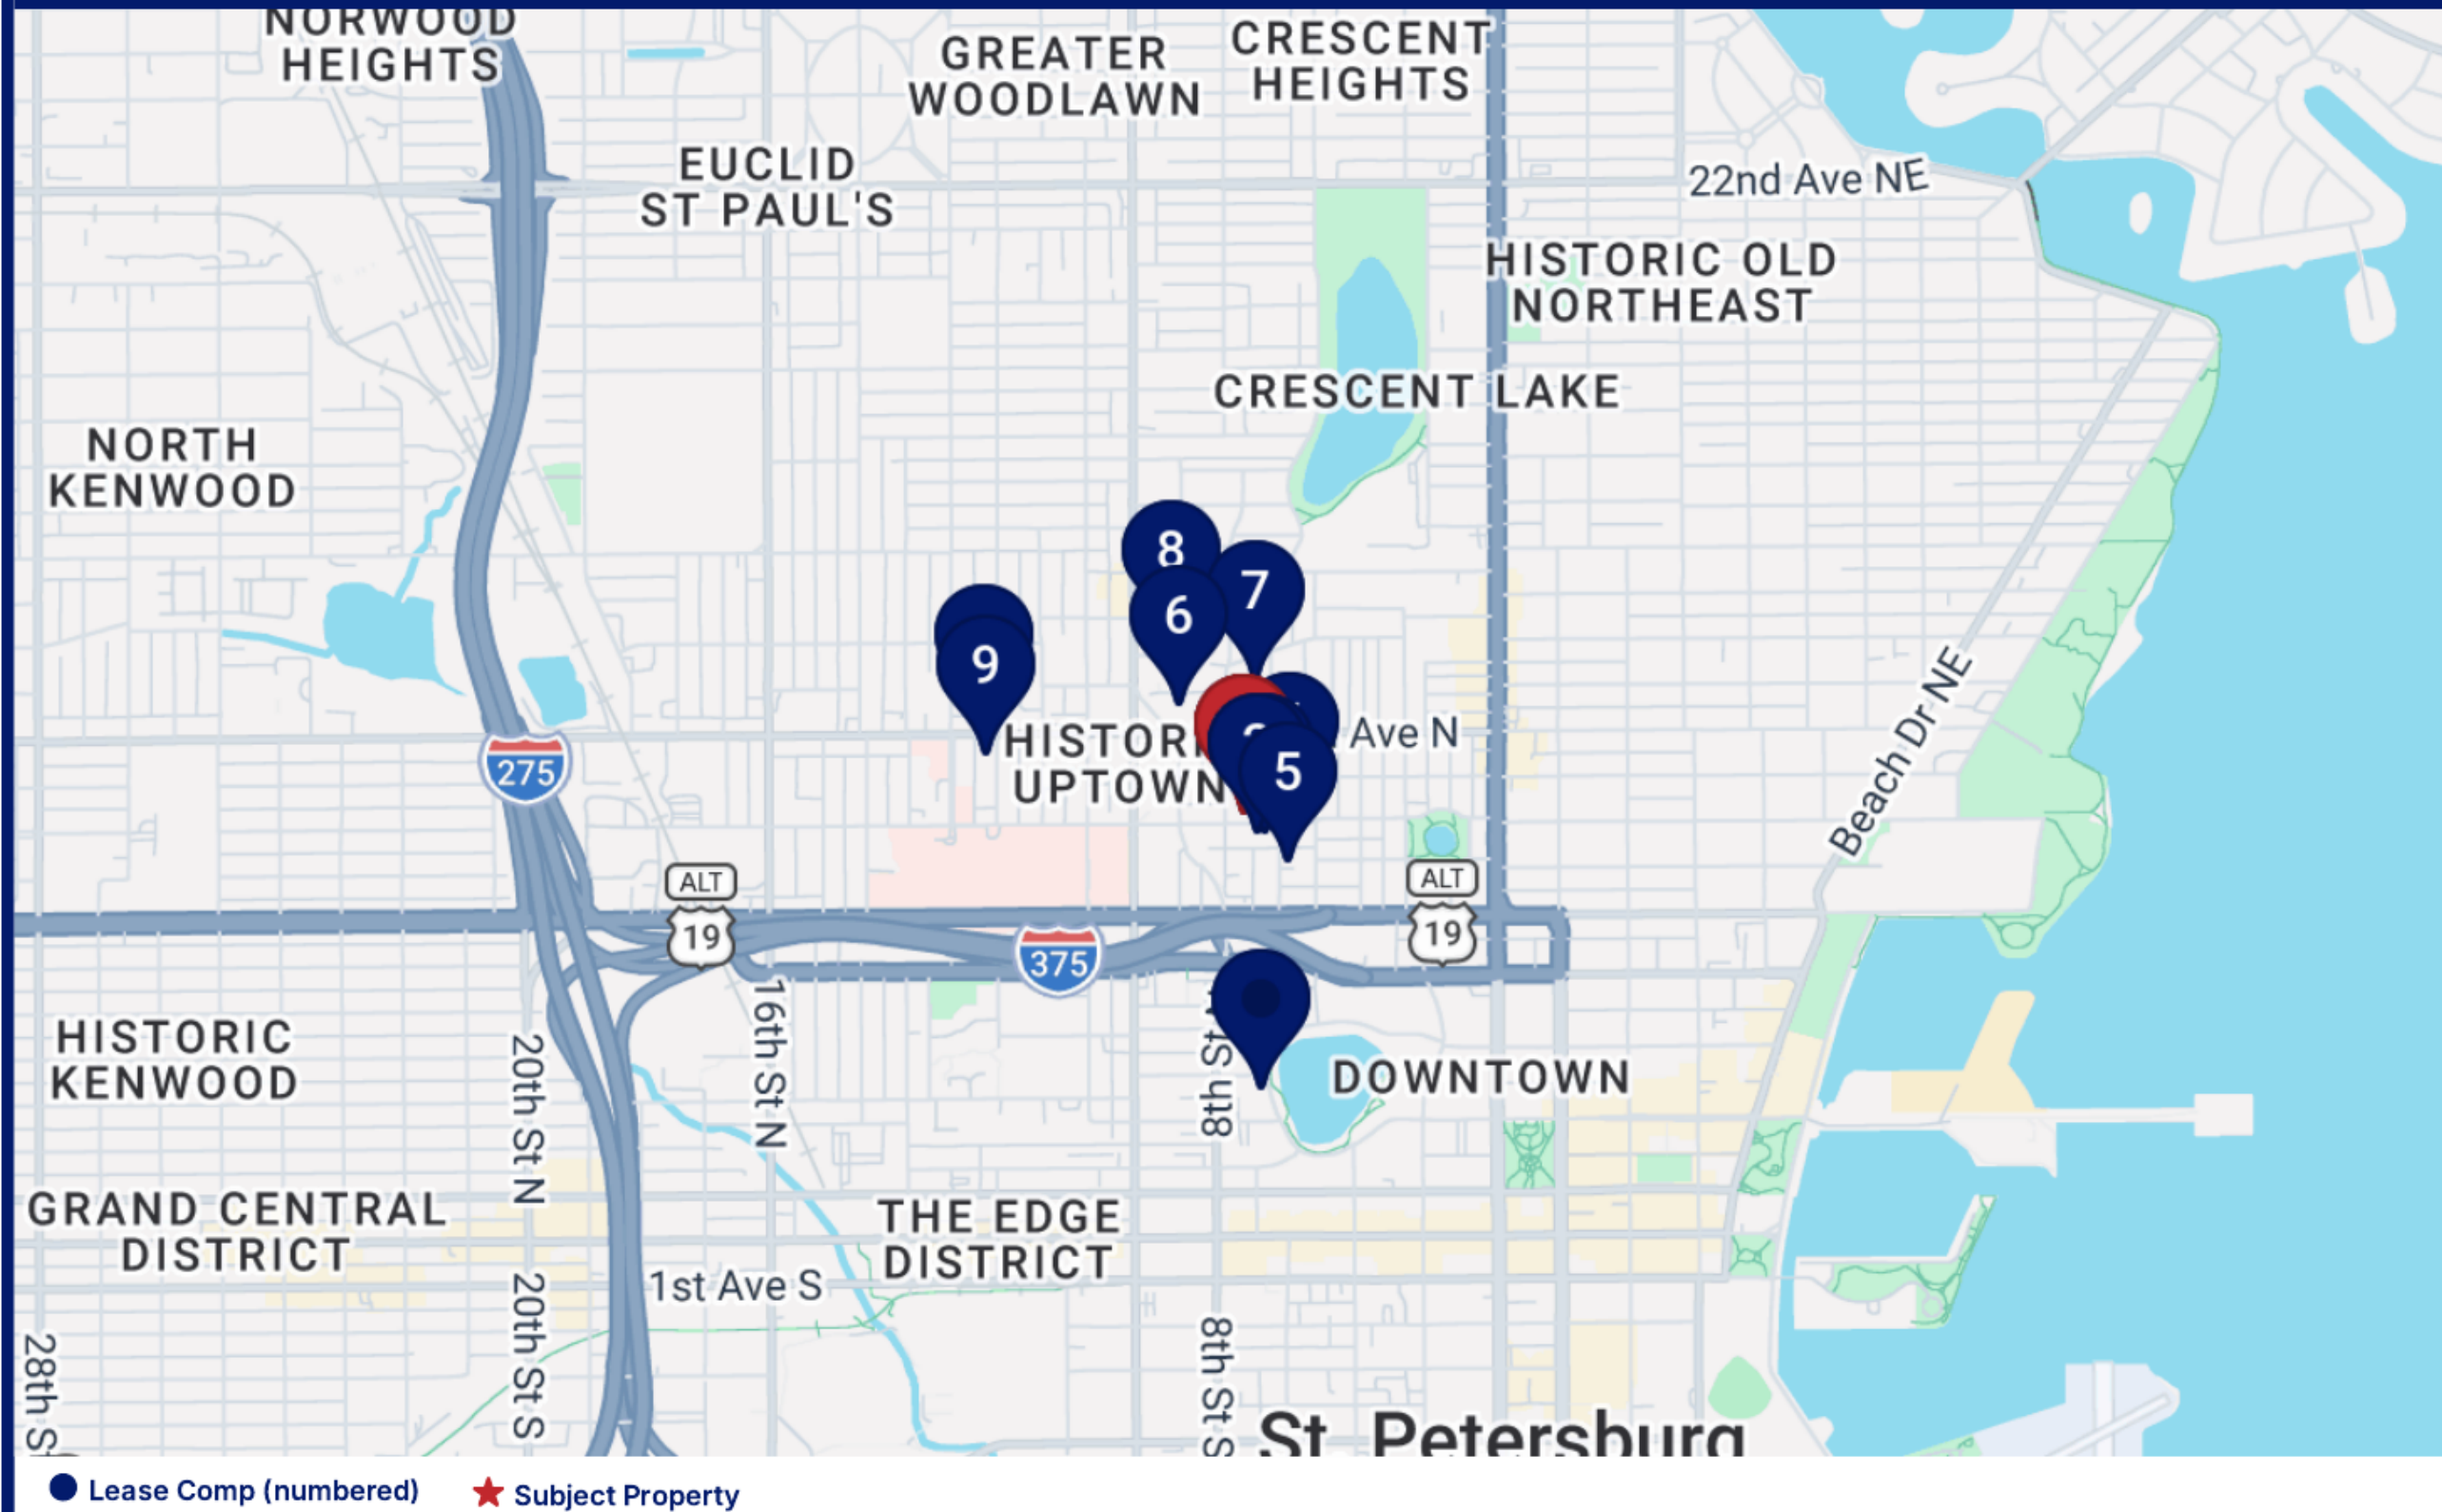 NORWOOD
HEIGHTS
GREATER
WOODLAWN
CRESCENT
HEIGHTS
EUCLID
ST PAUL'S
22nd Ave NE
HISTORIC OLD
NORTHEAST
CRESCENT LAKE
NORTH
KENWOOD
8
7
6
9
Beach Dr NE
Ave N
UPTOWN
5
275
ALT
19
ALT
19
375
HISTORIC
KENWOOD
20th St N
16th St N
8th St N
DOWNTOWN
GRAND CENTRAL
DISTRICT
THE EDGE
DISTRICT
1st Ave S
28th S
20th St S
8th St S
St. Petersburg
Lease Comp (numbered)
Subject Property